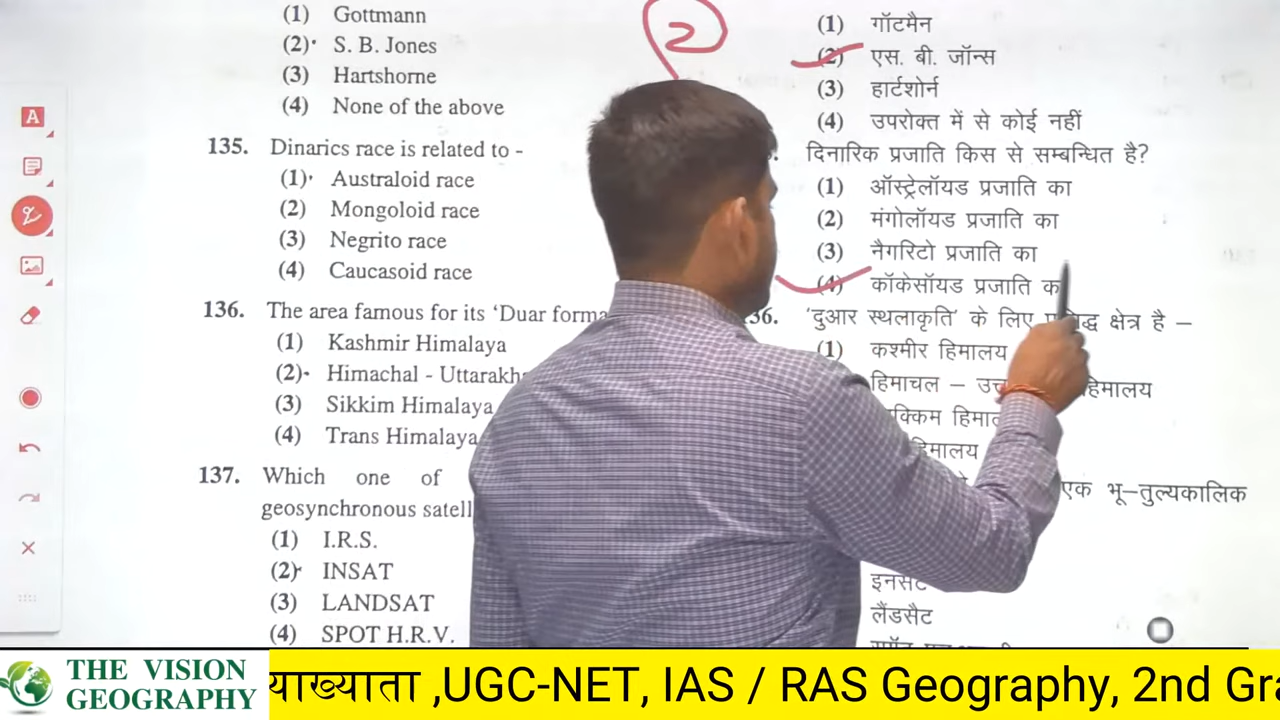 (1) Gottmann
(2) S. B. Jones
(3) Hartshorne
(4) None of the above
135. Dinarics race is related to -
(1) Australoid race
(2) Mongoloid race
(3) Negrito race
(4) Caucasoid race
136. The area famous for its 'Duar
(1) Kashmir Himalaya
(2) Himachal -
(3) Sikkim Himalaya
(4) Trans Himalaya
137. Which one of
geosynchronous
(1) I.R.S.
(2) INSAT
(3) LANDSAT
(4) SPOT H.R.V.
2
(1) गॉटमैन
(2) एस. बी. जॉन्स
(3) हार्टशोर्न
(4) उपरोक्त में से कोई नहीं
दिनारिक प्रजाति किस से सम्बन्धित है?
(1) ऑस्ट्रेलॉयड प्रजाति का
(2) मंगोलॉयड प्रजाति का
(3) नैगरिटो प्रजाति का
(4) कॉकेसॉयड प्रजाति
'दुआर स्थलाकृति' के लिए क्षेत्र है –
(1) कश्मीर हिमालय
हिमाचल – हिमालय
एक भू–तुल्यकालिक
इनसैट
लैंडसैट
A
THE VISION
GEOGRAPHY
,UGC-NET, IAS / RAS Geography, 2nd